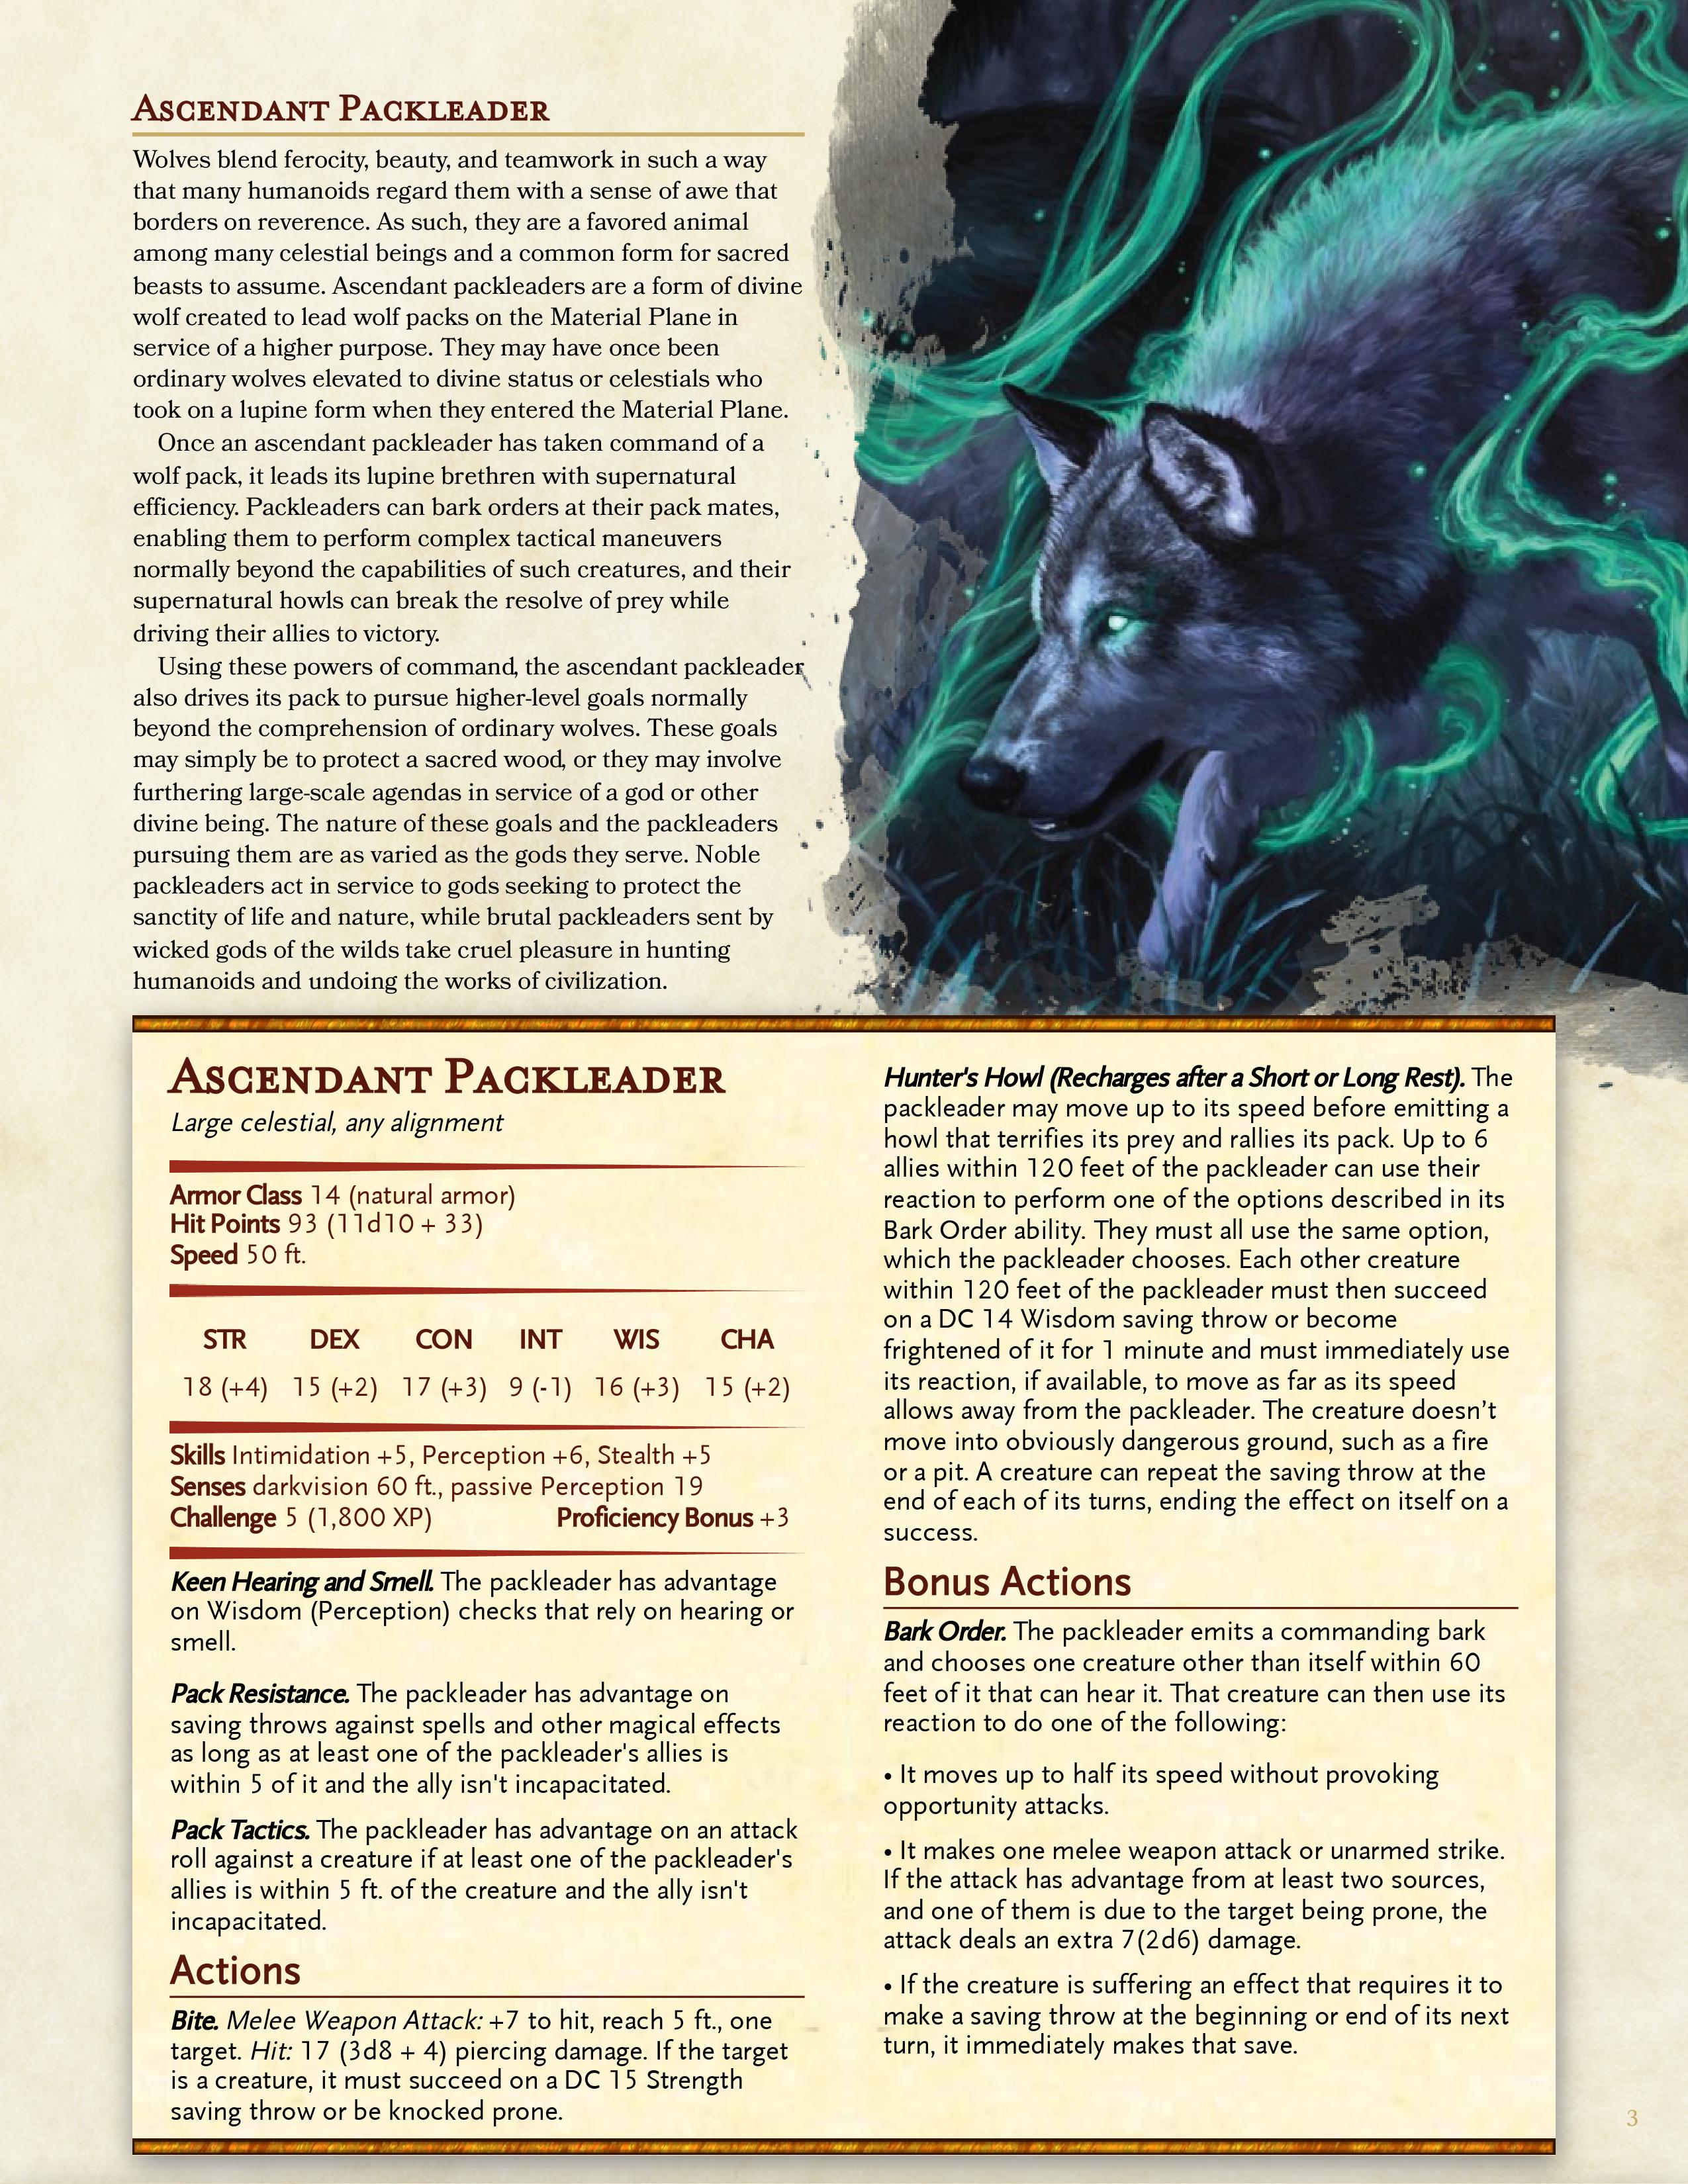 Ascendant Packleader
Wolves blend ferocity, beauty, and teamwork in such a way
that many humanoids regard them with a sense of awe that
borders on reverence. As such, they are a favored animal
among many celestial beings and a common form for sacred
beasts to assume. Ascendant packleaders are a form of divine
wolf created to lead wolf packs on the Material Plane in
service of a higher purpose. They may have once been
ordinary wolves elevated to divine status or celestials who
took on a lupine form when they entered the Material Plane.
Once an ascendant packleader has taken command of a
wolf pack, it leads its lupine brethren with supernatural
efficiency. Packleaders can bark orders at their pack mates,
enabling them to perform complex tactical maneuvers
normally beyond the capabilities of such creatures, and their
supernatural howls can break the resolve of prey while
driving their allies to victory.
Using these powers of command, the ascendant packleader
also drives its pack to pursue higher-level goals normally
beyond the comprehension of ordinary wolves. These goals
may simply be to protect a sacred wood, or they may involve
furthering large-scale agendas in service of a god or other
divine being. The nature of these goals and the packleaders
pursuing them are as varied as the gods they serve. Noble
packleaders act in service to gods seeking to protect the
sanctity of life and nature, while brutal packleaders sent by
wicked gods of the wilds take cruel pleasure in hunting
humanoids and undoing the works of civilization.
Ascendant Packleader
Large celestial, any alignment
Armor Class 14 (natural armor)
Hit Points 93 (11d10 + 33)
Speed 50 ft.
STR DEX CON INT WIS CHA
18 (+4) 15 (+2) 17 (+3) 9 (-1) 16 (+3) 15 (+2)
Skills Intimidation +5, Perception +6, Stealth +5
Senses darkvision 60 ft., passive Perception 19
Challenge 5 (1,800 XP) Proficiency Bonus +3
Keen Hearing and Smell. The packleader has advantage
on Wisdom (Perception) checks that rely on hearing or
smell.
Pack Resistance. The packleader has advantage on
saving throws against spells and other magical effects
as long as at least one of the packleader's allies is
within 5 of it and the ally isn't incapacitated.
Pack Tactics. The packleader has advantage on an attack
roll against a creature if at least one of the packleader's
allies is within 5 ft. of the creature and the ally isn't
incapacitated.
Actions
Bite. Melee Weapon Attack: +7 to hit, reach 5 ft., one
target. Hit: 17 (3d8 + 4) piercing damage. If the target
is a creature, it must succeed on a DC 15 Strength
saving throw or be knocked prone.
Hunter's Howl (Recharges after a Short or Long Rest). The
packleader may move up to its speed before emitting a
howl that terrifies its prey and rallies its pack. Up to 6
allies within 120 feet of the packleader can use their
reaction to perform one of the options described in its
Bark Order ability. They must all use the same option,
which the packleader chooses. Each other creature
within 120 feet of the packleader must then succeed
on a DC 14 Wisdom saving throw or become
frightened of it for 1 minute and must immediately use
its reaction, if available, to move as far as its speed
allows away from the packleader. The creature doesn’t
move into obviously dangerous ground, such as a fire
or a pit. A creature can repeat the saving throw at the
end of each of its turns, ending the effect on itself on a
success.
Bonus Actions
Bark Order. The packleader emits a commanding bark
and chooses one creature other than itself within 60
feet of it that can hear it. That creature can then use its
reaction to do one of the following:
• It moves up to half its speed without provoking
opportunity attacks.
• It makes one melee weapon attack or unarmed strike.
If the attack has advantage from at least two sources,
and one of them is due to the target being prone, the
attack deals an extra 7(2d6) damage.
• If the creature is suffering an effect that requires it to
make a saving throw at the beginning or end of its next
turn, it immediately makes that save.
3